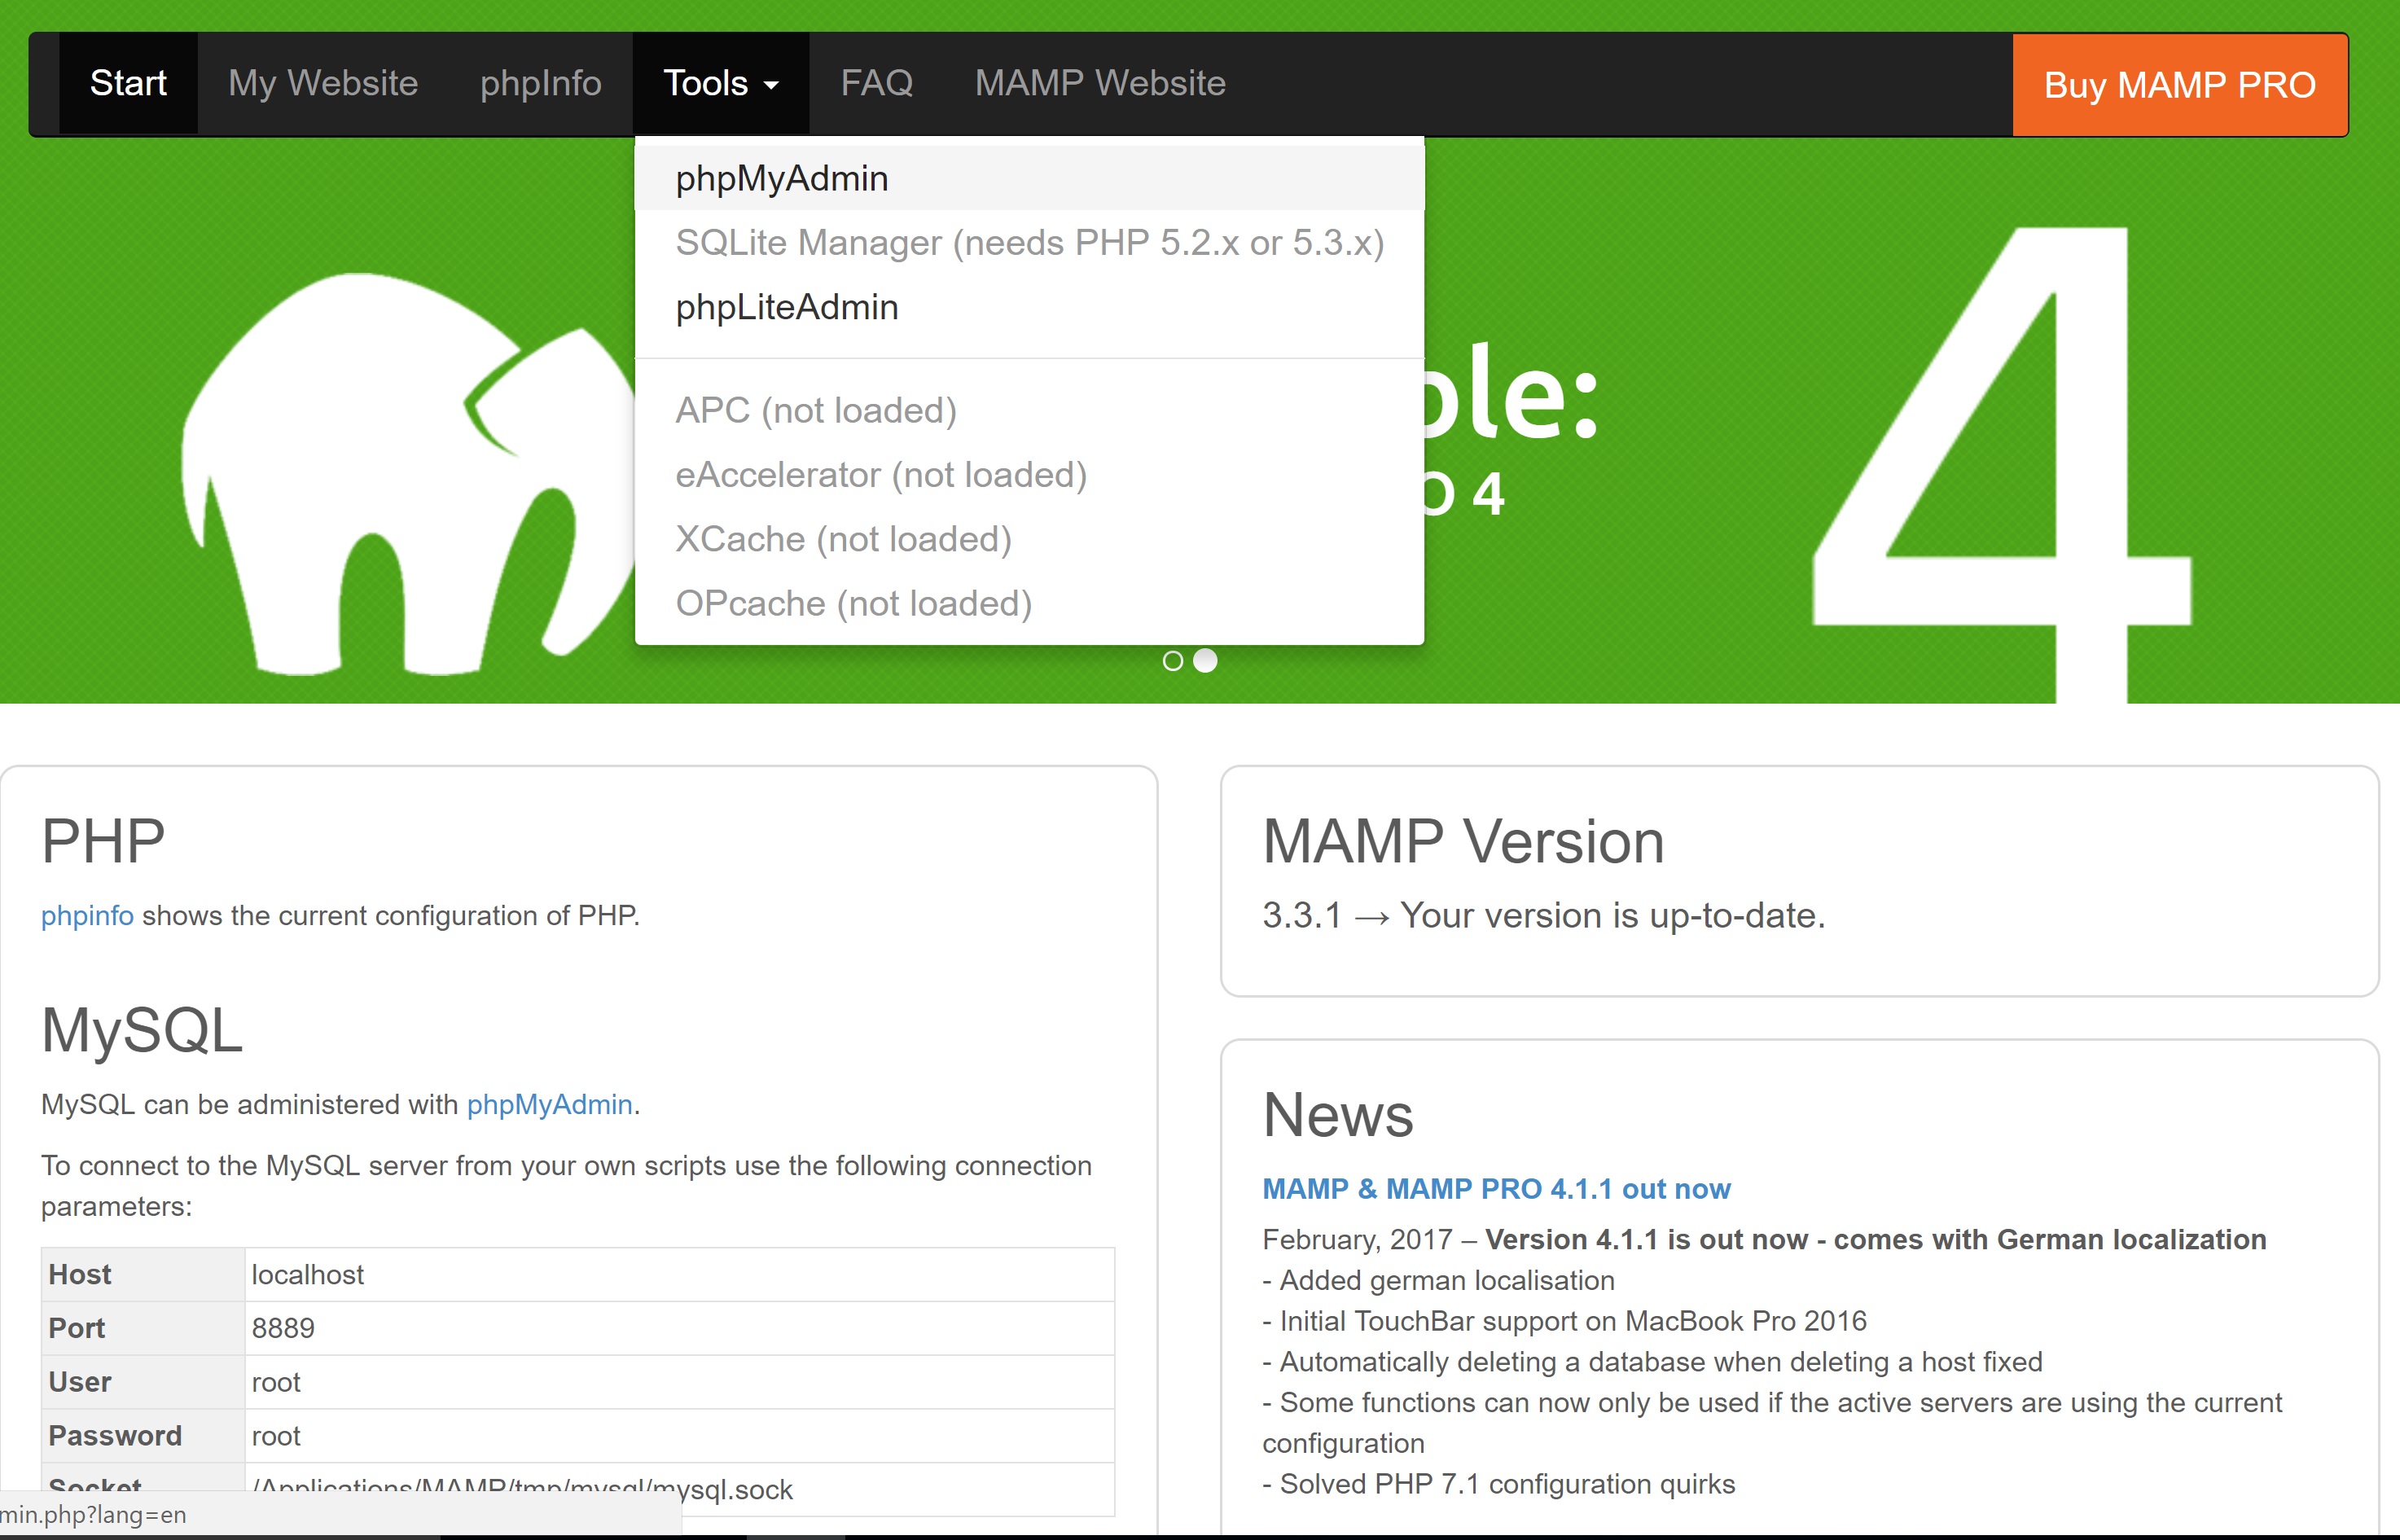 Start My Website phpInfo Tools FAQ MAMP Website Buy MAMP PRO
phpMyAdmin
SQLite Manager (needs PHP 5.2.x or 5.3.x)
phpLiteAdmin
APC (not loaded)
eAccelerator (not loaded)
XCache (not loaded)
OPcache (not loaded)
ple:
O 4
4
PHP
phpinfo shows the current configuration of PHP.
MySQL
MySQL can be administered with phpMyAdmin.
To connect to the MySQL server from your own scripts use the following connection
parameters:
Host localhost
Port 8889
User root
Password root
Socket /Applications/MAMP/tmp/mysql/mysql.sock
min.php?lang=en
MAMP Version
3.3.1 → Your version is up-to-date.
News
MAMP & MAMP PRO 4.1.1 out now
February, 2017 – Version 4.1.1 is out now - comes with German localization
- Added german localisation
- Initial TouchBar support on MacBook Pro 2016
- Automatically deleting a database when deleting a host fixed
- Some functions can now only be used if the active servers are using the current
configuration
- Solved PHP 7.1 configuration quirks